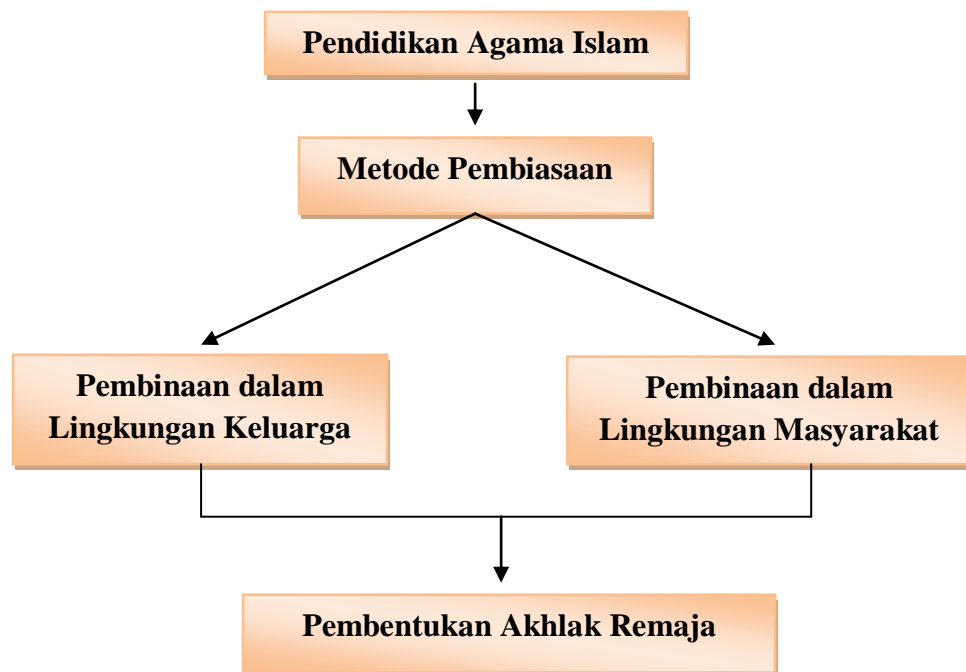 Pendidikan Agama Islam
Metode Pembiasaan
Pembinaan dalam
Lingkungan Keluarga
Pembinaan dalam
Lingkungan Masyarakat
Pembentukan Akhlak Remaja